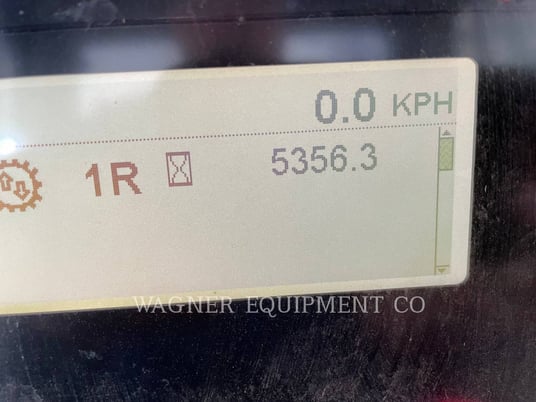 0.0 KPH
1R 5356.3
WAGNER EQUIPMENT CO